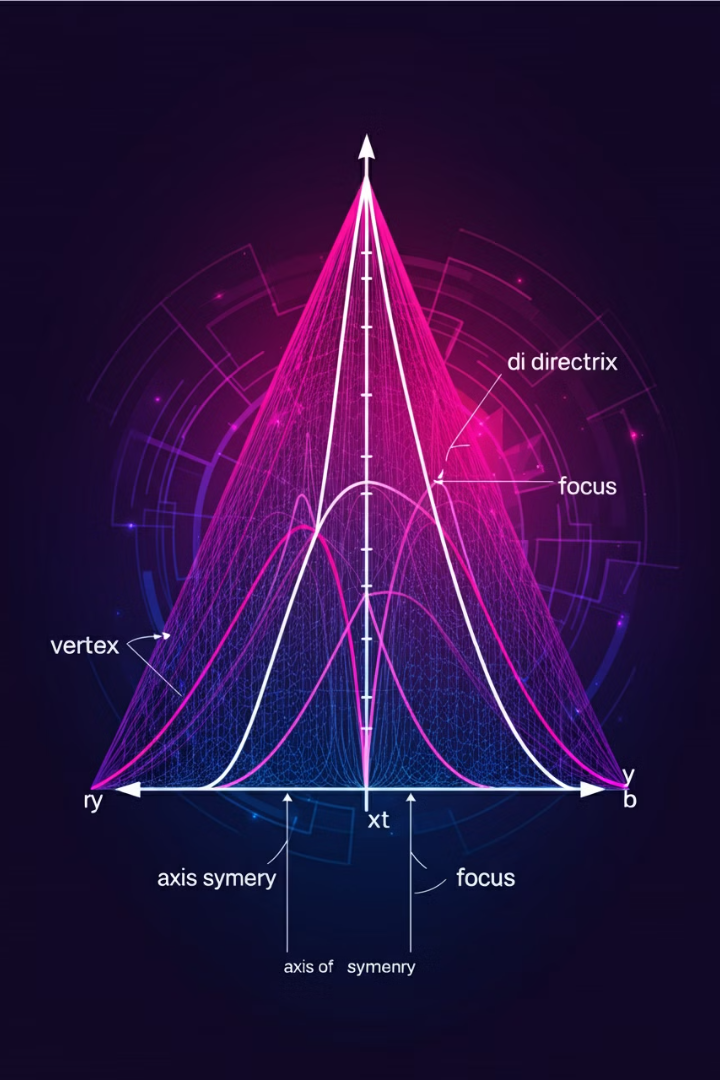 di directrix
focus
vertex
ry
y
b
xt
axis symery
focus
axis of symenry